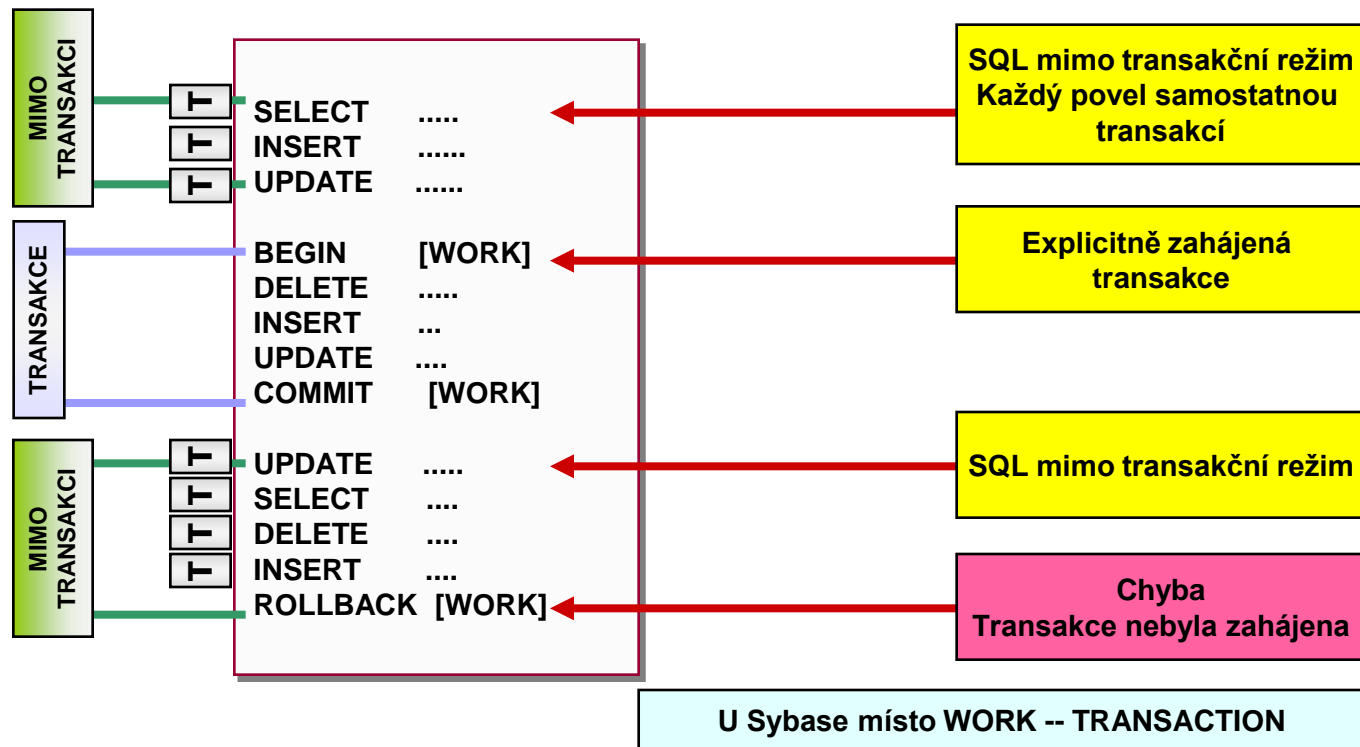 MIMO
TRANSAKCI
T
T
T
SELECT .....
INSERT ......
UPDATE ......
SQL mimo transakční režim
Každý povel samostatnou
transakcí
TRANSAKCE
BEGIN [WORK]
DELETE .....
INSERT ...
UPDATE ....
COMMIT [WORK]
Explicitně zahájená
transakce
MIMO
TRANSAKCI
T
T
T
T
UPDATE .....
SELECT ....
DELETE ....
INSERT ....
ROLLBACK [WORK]
SQL mimo transakční režim
Chyba
Transakce nebyla zahájena
U Sybase místo WORK -- TRANSACTION